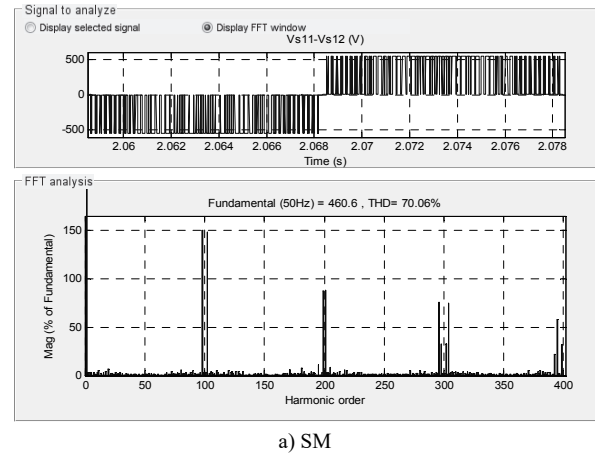 Signal to analyze
Display selected signal
Display FFT window
Vs11-Vs12 (V)
500
0
-500
2.06 2.062 2.064 2.066 2.068 2.07 2.072 2.074 2.076 2.078
Time (s)
FFT analysis
Fundamental (50Hz) = 460.6 , THD= 70.06%
Mag (% of Fundamental)
150
100
50
0
0 50 100 150 200 250 300 350 400
Harmonic order
a) SM